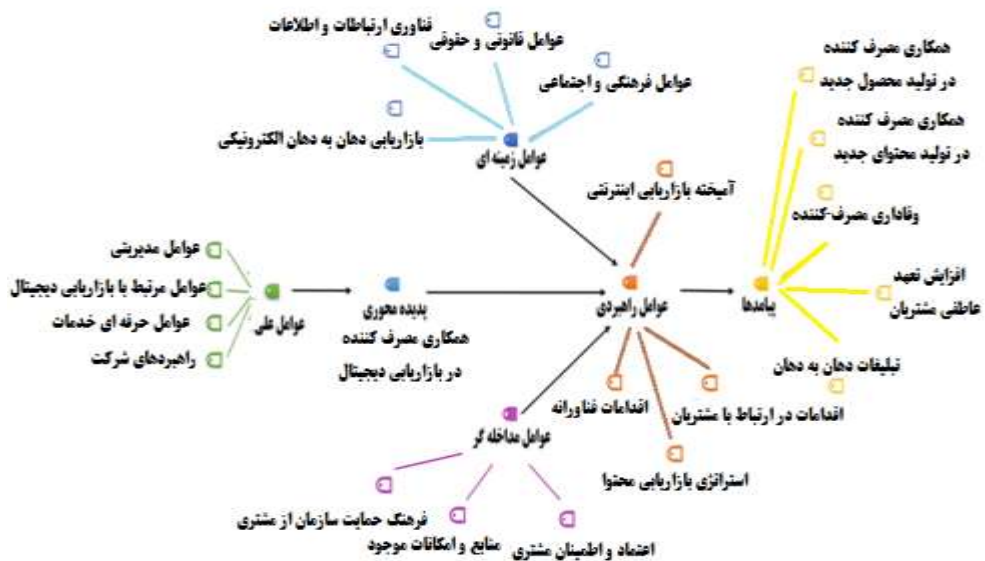 فناوری ارتباطات و اطلاعات
عوامل قانونی و حقوقی
عوامل فرهنگی و اجتماعی
بازاریابی دهان به دهان الکترونیکی
عوامل زمینه ای
همکاری مصرف کننده
در تولید محصول جدید
همکاری مصرف کننده
در تولید محتوای جدید
وفاداری مصرف-کننده
افزایش تعهد
عاطفی مشتریان
تبلیغات دهان به دهان
پیامدها
آمیخته بازاریابی اینترنتی
عوامل راهبردی
اقدامات فناورانه
اقدامات در ارتباط با مشتریان
استراتژی بازاریابی محتوا
پدیده محوری
همکاری مصرف کننده
در بازاریابی دیجیتال
عوامل علی
عوامل مدیریتی
عوامل مرتبط با بازاریابی دیجیتال
عوامل حرفه ای خدمات
راهبردهای شرکت
عوامل مداخله گر
فرهنگ حمایت سازمان از مشتری
منابع و امکانات موجود
اعتماد و اطمینان مشتری